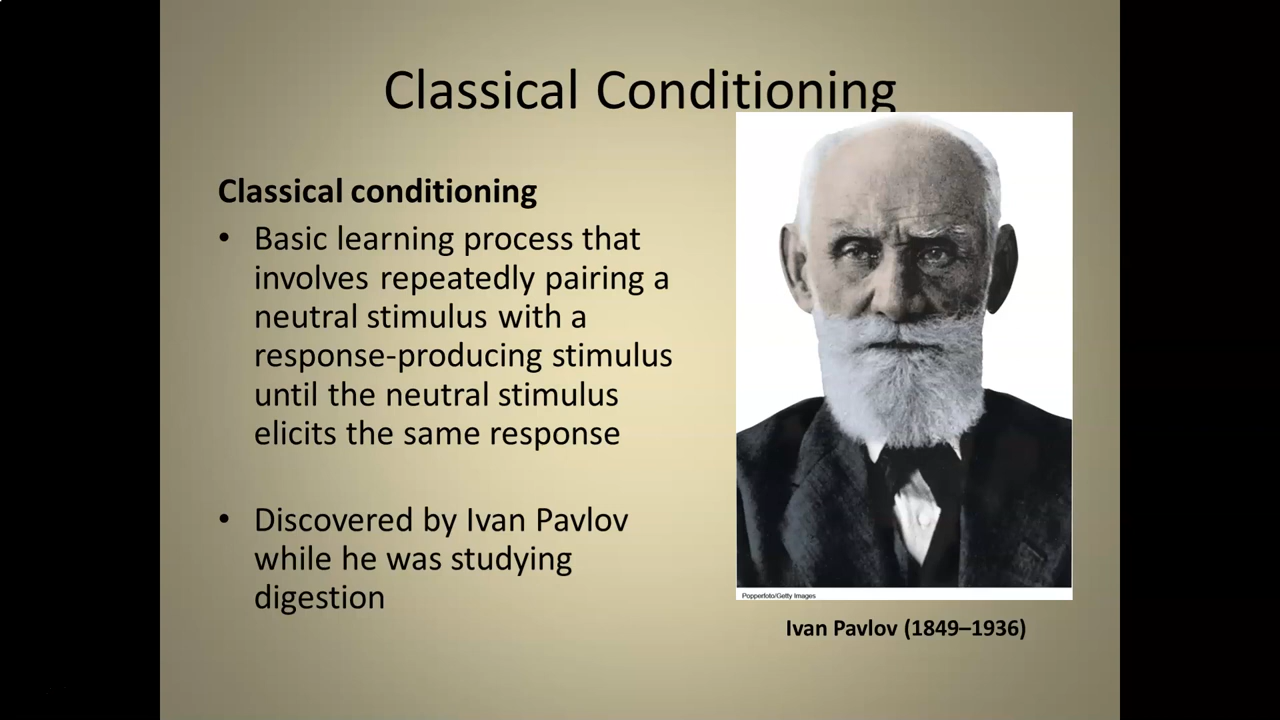 Classical Conditioning
Classical conditioning
• Basic learning process that
involves repeatedly pairing a
neutral stimulus with a
response-producing stimulus
until the neutral stimulus
elicits the same response
• Discovered by Ivan Pavlov
while he was studying
digestion
Popperfoto/Getty Images
Ivan Pavlov (1849–1936)